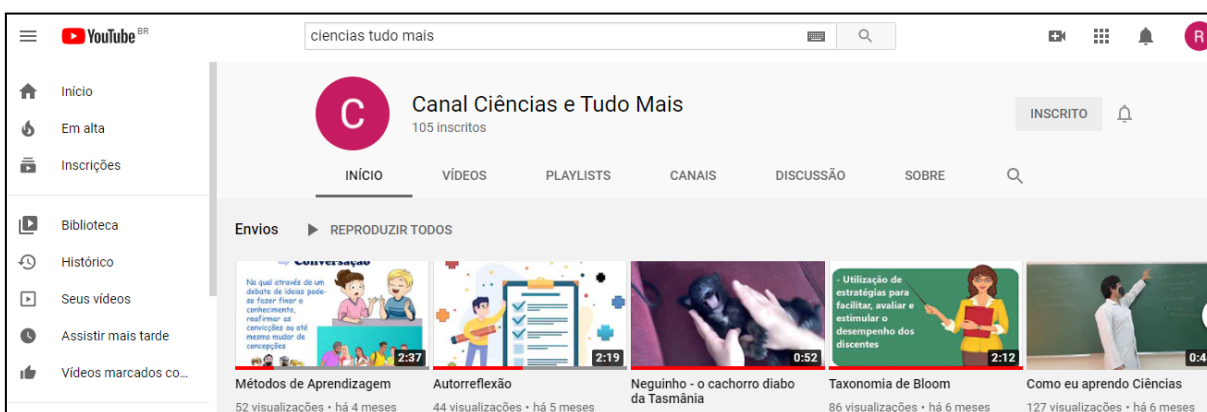 YouTube BR
ciencias tudo mais
R
Início
Em alta
Inscrições
Biblioteca
Histórico
Seus vídeos
Assistir mais tarde
Vídeos marcados co...
C
Canal Ciências e Tudo Mais
105 inscritos
INSCRITO
INÍCIO VÍDEOS PLAYLISTS CANAIS DISCUSSÃO SOBRE
Envios REPRODUZIR TODOS
Conversação
Na qual através de um
debate de ideias pode-
se fazer fixar o
conhecimento,
reafirmar as
convicções ou até
mesmo mudar de
concepções
2:37
Métodos de Aprendizagem
52 visualizações • há 4 meses
2:19
Autorreflexão
44 visualizações • há 5 meses
0:52
Neguinho - o cachorro diabo
da Tasmânia
- Utilização de
estratégias para
facilitar, avaliar e
estimular o
desempenho dos
discentes
2:12
Taxonomia de Bloom
86 visualizações • há 6 meses
0:4
Como eu aprendo Ciências
127 visualizações • há 6 meses